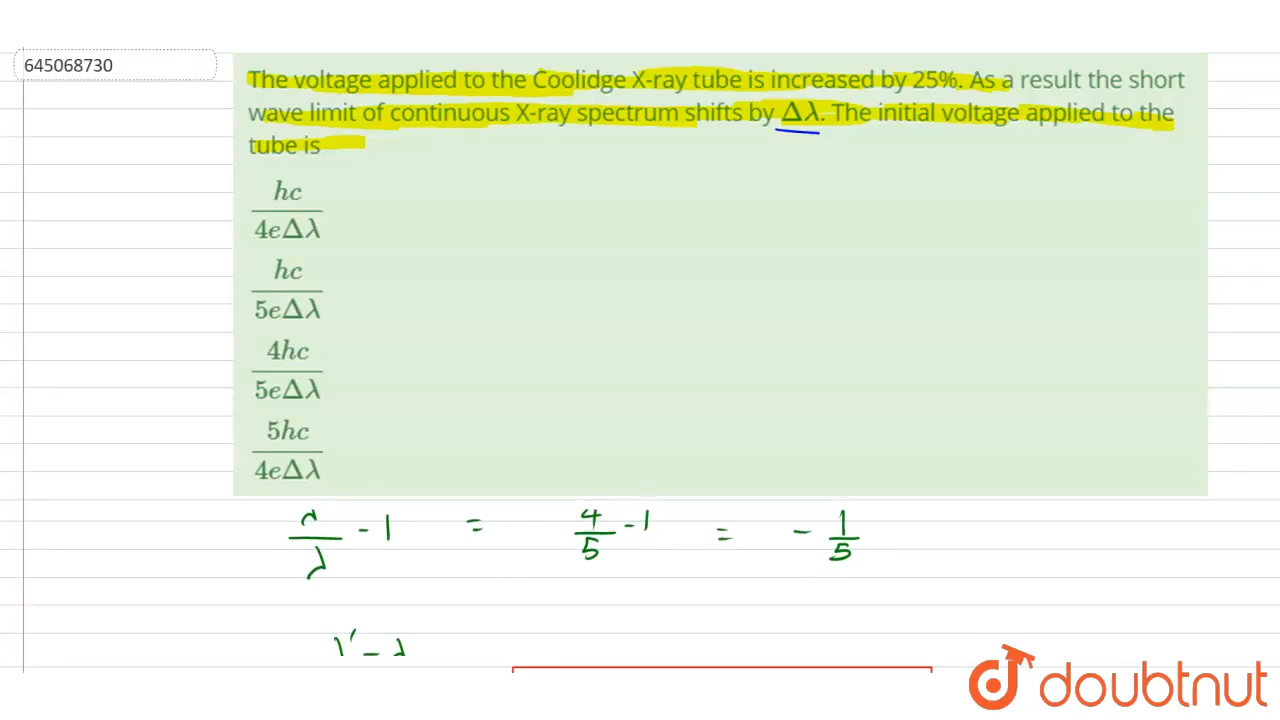 645068730
The voltage applied to the Coolidge X-ray tube is increased by 25%. As a result the short
wave limit of continuous X-ray spectrum shifts by Δλ. The initial voltage applied to the
tube is
hc
4eΔλ
hc
5eΔλ
4hc
5eΔλ
5hc
4eΔλ
λ/λ - 1 = 4/5 - 1 = - 1/5
λ' - λ
doubtnut